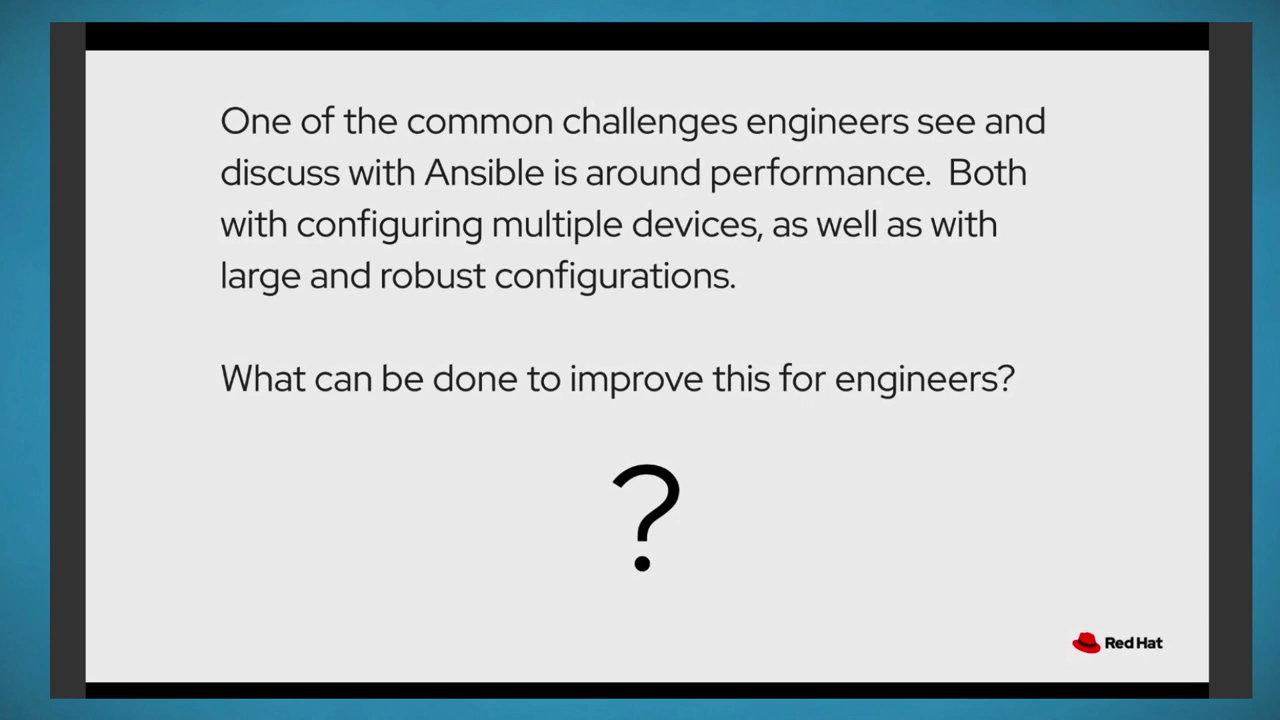 One of the common challenges engineers see and
discuss with Ansible is around performance.  Both
with configuring multiple devices, as well as with
large and robust configurations.
What can be done to improve this for engineers?
?
Red Hat